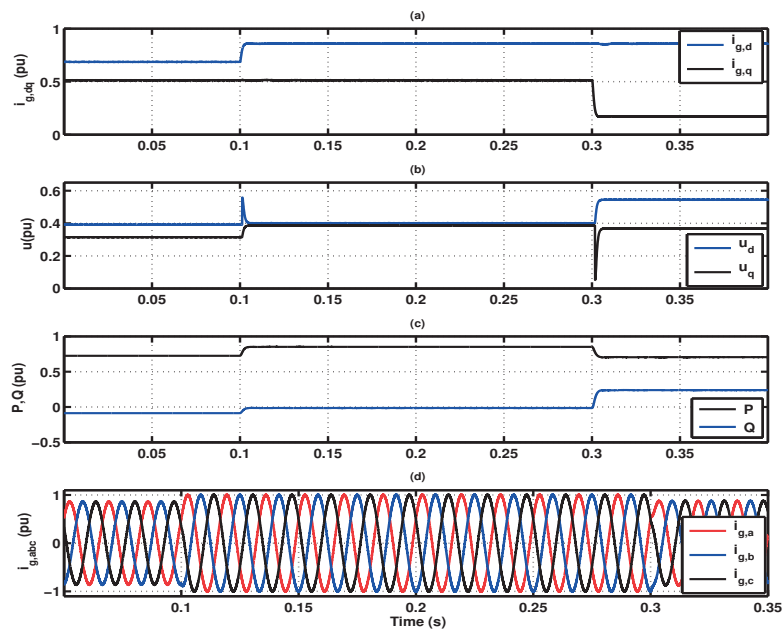 (a)
i_g,dq (pu)
1
0.5
0
i_g,d
i_g,q
0.05 0.1 0.15 0.2 0.25 0.3 0.35
(b)
u(pu)
0.6
0.4
0.2
0
u_d
u_q
0.05 0.1 0.15 0.2 0.25 0.3 0.35
(c)
P,Q (pu)
1
0.5
0
−0.5
P
Q
0.05 0.1 0.15 0.2 0.25 0.3 0.35
(d)
i_g,abc (pu)
1
0
−1
i_g,a
i_g,b
i_g,c
0.1 0.15 0.2 0.25 0.3 0.35
Time (s)